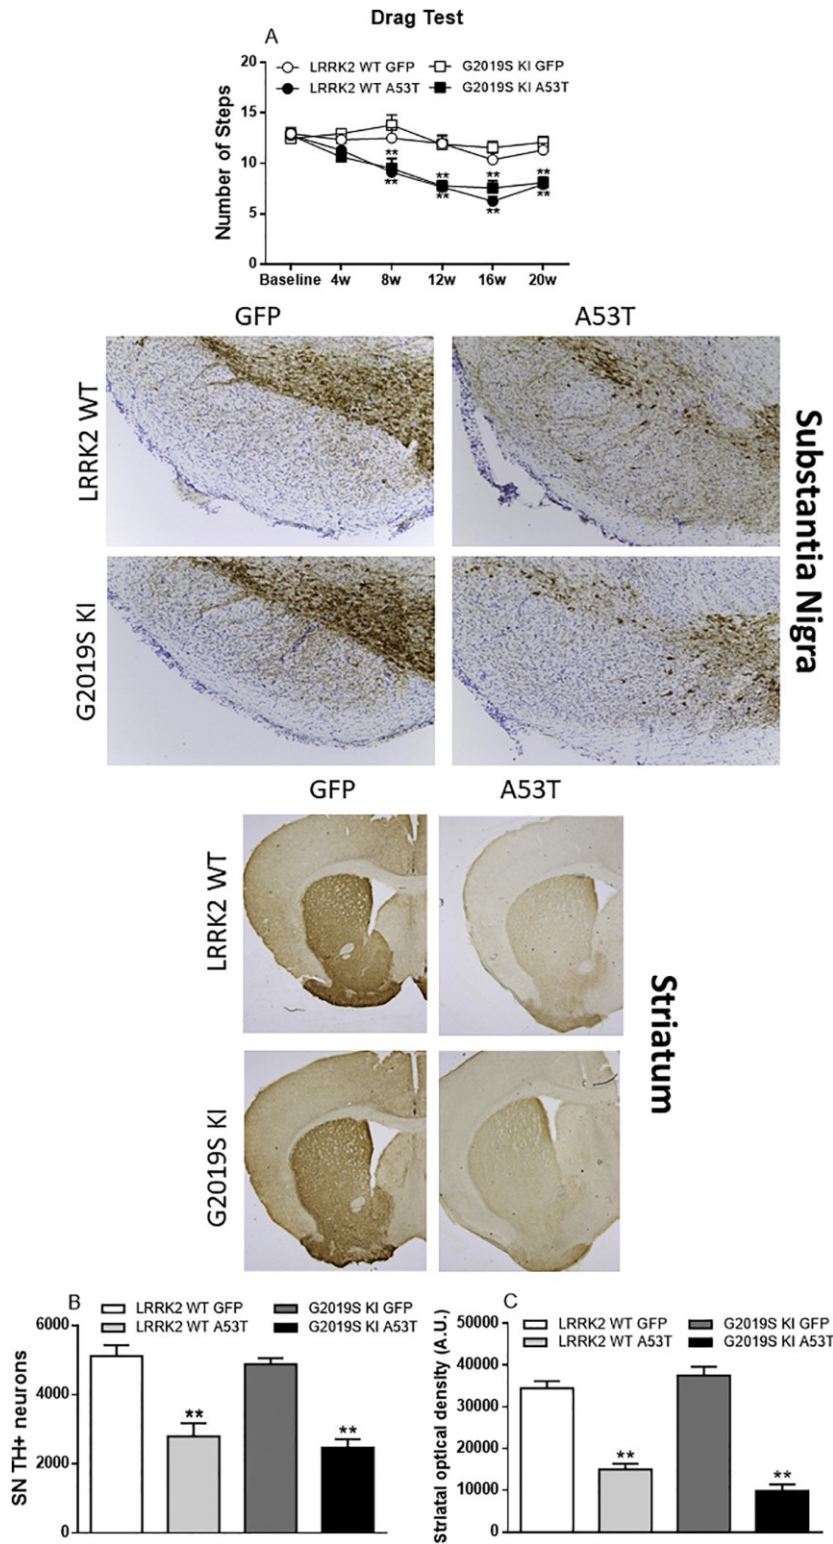 Drag Test
A
LRRK2 WT GFP
G2019S KI GFP
LRRK2 WT A53T
G2019S KI A53T
Number of Steps
20
15
10
5
0
** ** ** **
** ** ** **
Baseline 4w 8w 12w 16w 20w
GFP A53T
LRRK2 WT
G2019S KI
Substantia Nigra
GFP A53T
LRRK2 WT
G2019S KI
Striatum
B
LRRK2 WT GFP
G2019S KI GFP
LRRK2 WT A53T
G2019S KI A53T
SN TH+ neurons
6000
4000
2000
0
** **
C
LRRK2 WT GFP
G2019S KI GFP
LRRK2 WT A53T
G2019S KI A53T
Striatal optical density (A.U.)
50000
40000
30000
20000
10000
0
** **